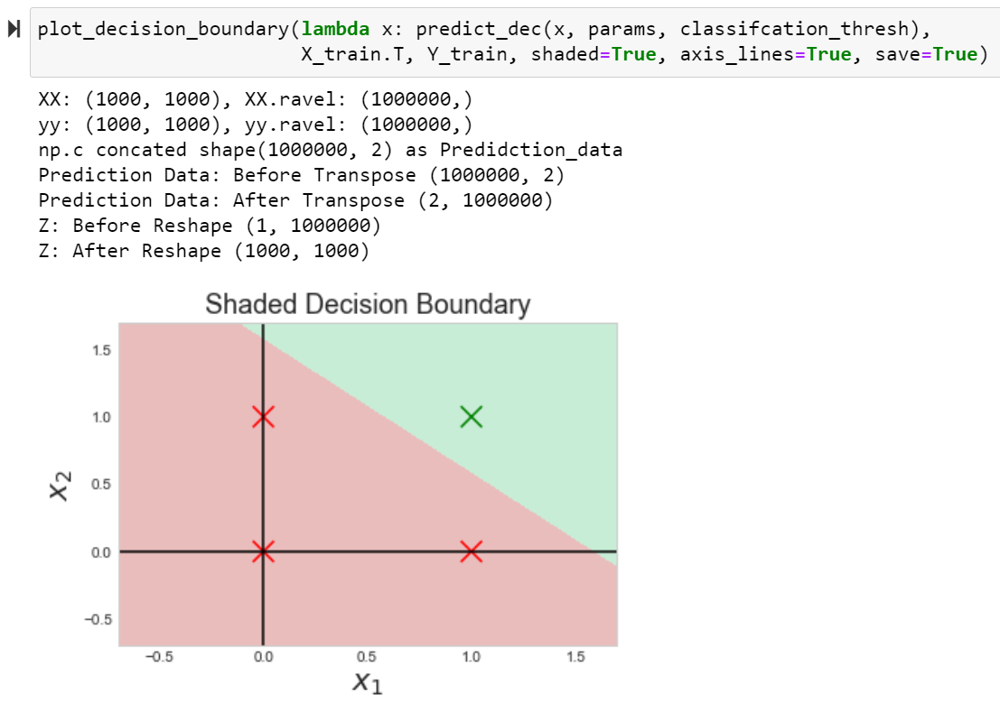 plot_decision_boundary(lambda x: predict_dec(x, params, classifcation_thresh),
X_train.T, Y_train, shaded=True, axis_lines=True, save=True)
XX: (1000, 1000), XX.ravel: (1000000,)
yy: (1000, 1000), yy.ravel: (1000000,)
np.c concated shape(1000000, 2) as Predidction_data
Prediction Data: Before Transpose (1000000, 2)
Prediction Data: After Transpose (2, 1000000)
Z: Before Reshape (1, 1000000)
Z: After Reshape (1000, 1000)
Shaded Decision Boundary
1.5
1.0
0.5
0.0
−0.5
x2
−0.5 0.0 0.5 1.0 1.5
x1